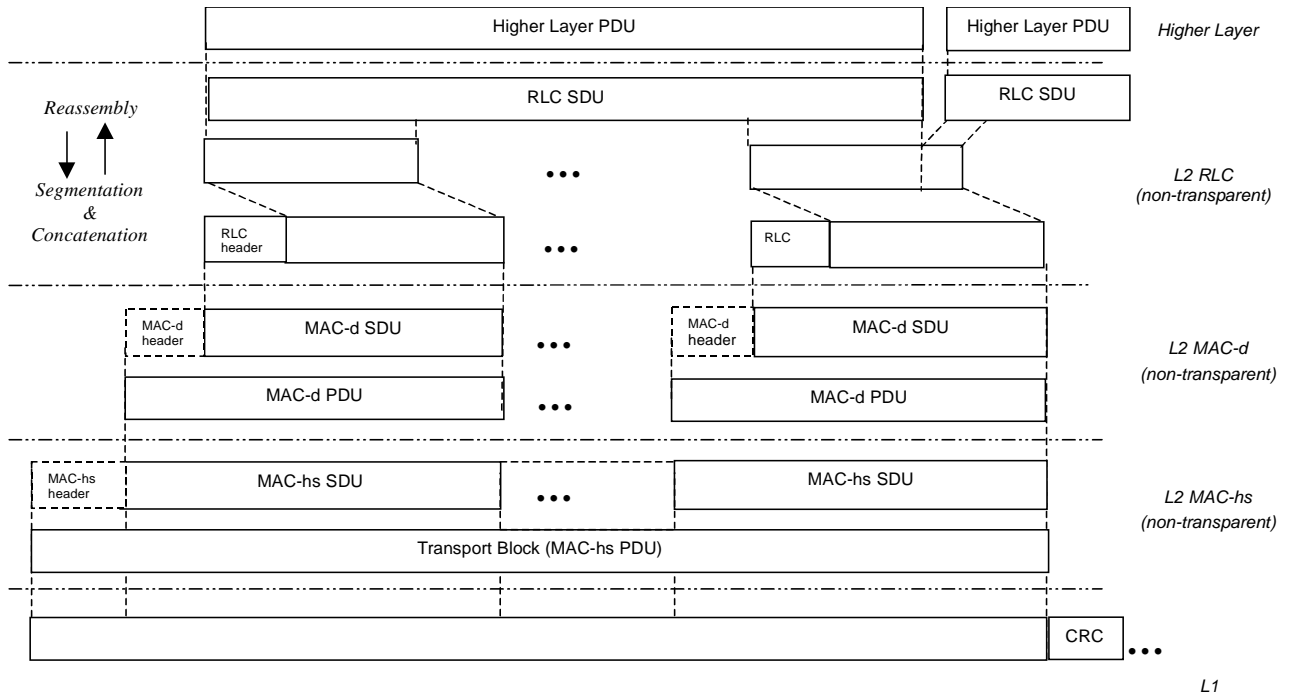 Higher Layer PDU
Higher Layer PDU
Higher Layer
RLC SDU
RLC SDU
Reassembly
Segmentation
&
Concatenation
•••
L2 RLC
(non-transparent)
RLC
header
•••
RLC
MAC-d
header
MAC-d SDU
•••
MAC-d
header
MAC-d SDU
L2 MAC-d
(non-transparent)
MAC-d PDU
•••
MAC-d PDU
MAC-hs
header
MAC-hs SDU
•••
MAC-hs SDU
L2 MAC-hs
(non-transparent)
Transport Block (MAC-hs PDU)
CRC
•••
L1